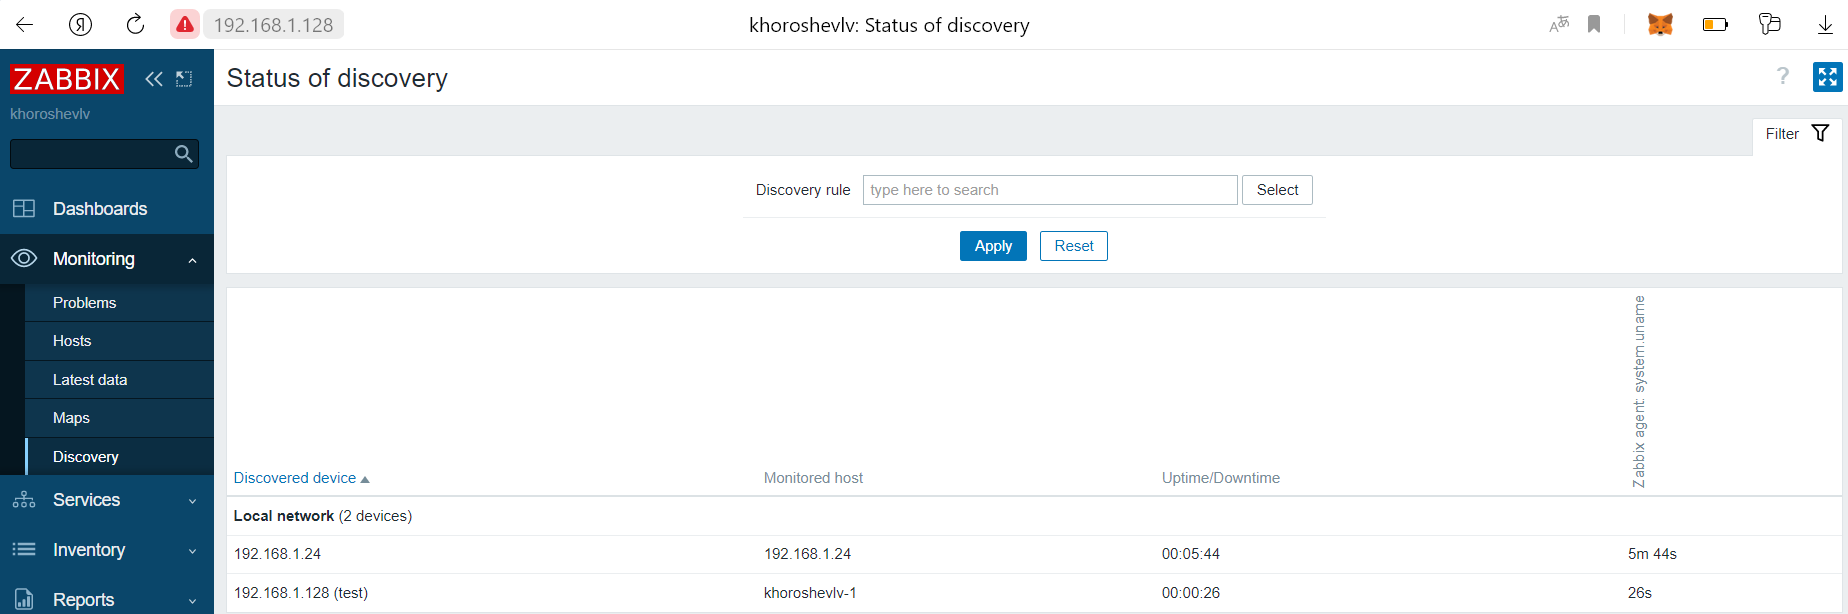 192.168.1.128
khoroshevlv: Status of discovery
ZABBIX
khoroshevlv
Dashboards
Monitoring
Problems
Hosts
Latest data
Maps
Discovery
Services
Inventory
Reports
Status of discovery
?
Filter
Discovery rule type here to search Select
Apply Reset
Discovered device Monitored host Uptime/Downtime Zabbix agent: system.uname
Local network (2 devices)
192.168.1.24 192.168.1.24 00:05:44 5m 44s
192.168.1.128 (test) khoroshevlv-1 00:00:26 26s